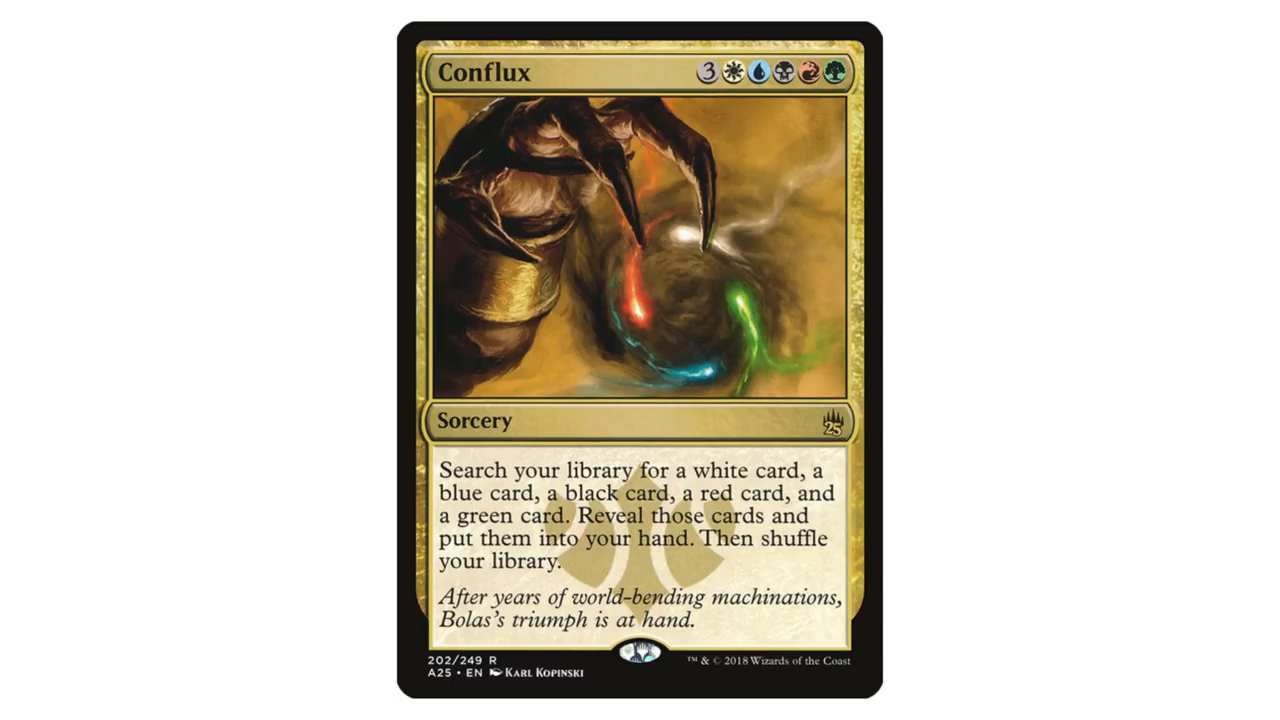 Conflux 3
Sorcery 25
Search your library for a white card, a
blue card, a black card, a red card, and
a green card. Reveal those cards and
put them into your hand. Then shuffle
your library.
After years of world-bending machinations,
Bolas's triumph is at hand.
202/249 R ™ & © 2018 Wizards of the Coast
A25 • EN Karl Kopinski